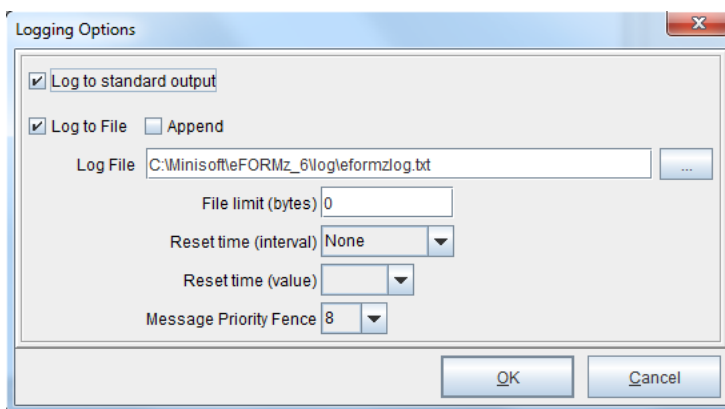 Logging Options
Log to standard output
Log to File Append
Log File C:\Minisoft\eFORMz_6\log\eformzlog.txt ...
File limit (bytes) 0
Reset time (interval) None
Reset time (value)
Message Priority Fence 8
OK Cancel